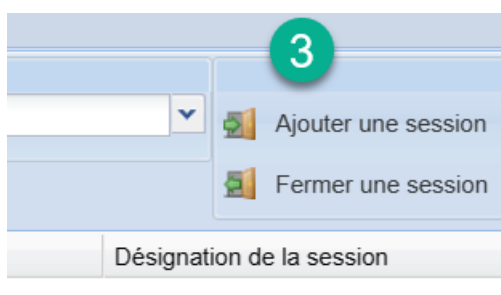 3
Ajouter une session
Fermer une session
Désignation de la session